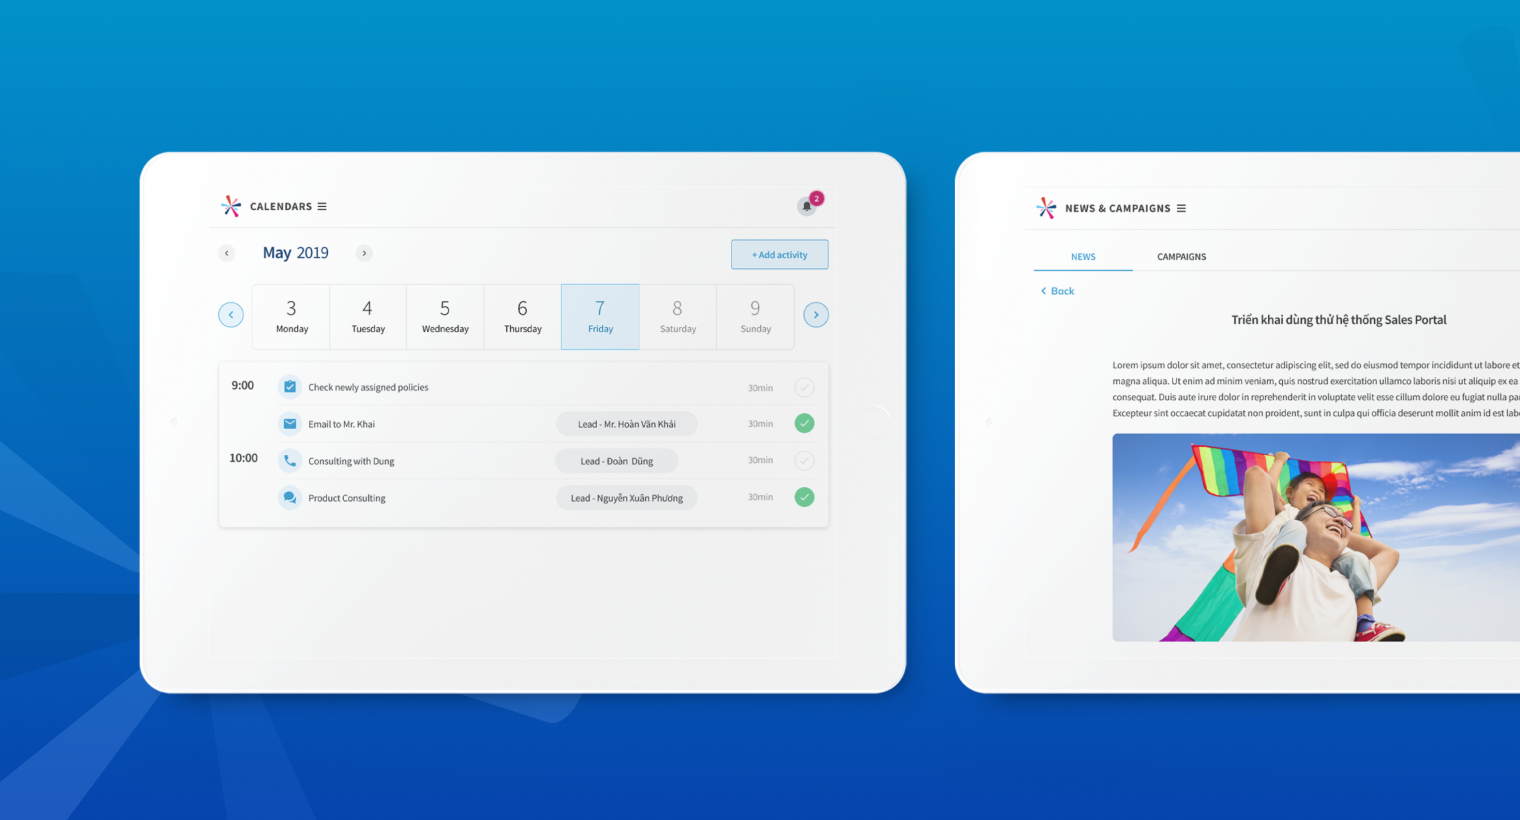 CALENDARS
2
May 2019
+ Add activity
3 4 5 6 7 8 9
Monday Tuesday Wednesday Thursday Friday Saturday Sunday
9:00 Check newly assigned policies 30min
Email to Mr. Khai Lead - Mr. Hoàn Văn Khải 30min
10:00 Consulting with Dung Lead - Đoàn Dũng 30min
Product Consulting Lead - Nguyễn Xuân Phương 30min
NEWS & CAMPAIGNS
NEWS CAMPAIGNS
Back
Triển khai dùng thử hệ thống Sales Portal
Lorem ipsum dolor sit amet, consectetur adipiscing elit, sed do eiusmod tempor incididunt ut labore et
magna aliqua. Ut enim ad minim veniam, quis nostrud exercitation ullamco laboris nisi ut aliquip ex ea
consequat. Duis aute irure dolor in reprehenderit in voluptate velit esse cillum dolore eu fugiat nulla
Excepteur sint occaecat cupidatat non proident, sunt in culpa qui officia deserunt mollit anim id est